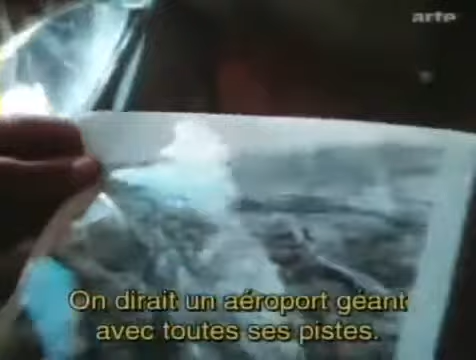 arte
On dirait un aéroport géant
avec toutes ses pistes.